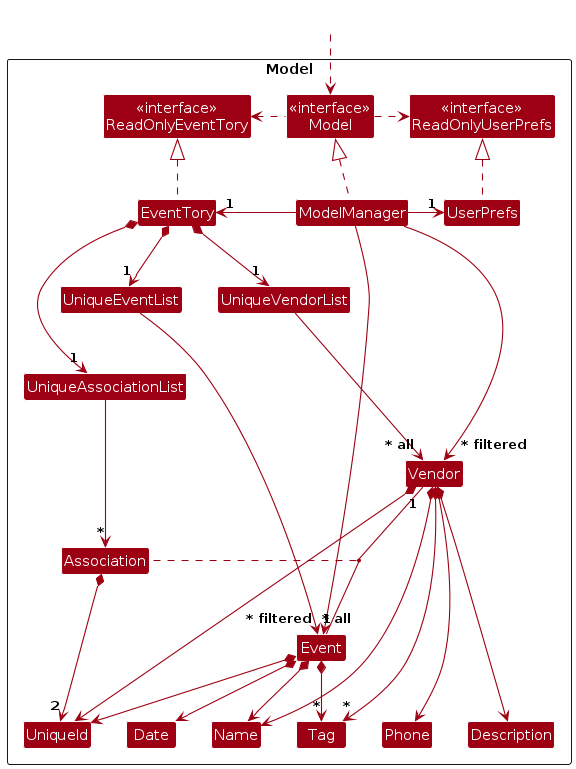 Model
«interface»
ReadOnlyEventTory
«interface»
Model
«interface»
ReadOnlyUserPrefs
1
1
EventTory
ModelManager
UserPrefs
1
1
UniqueEventList
UniqueVendorList
1
UniqueAssociationList
* all
* filtered
Vendor
1
*
Association
* filtered
1
* all
Event
2
*
*
UniqueId
Date
Name
Tag
Phone
Description